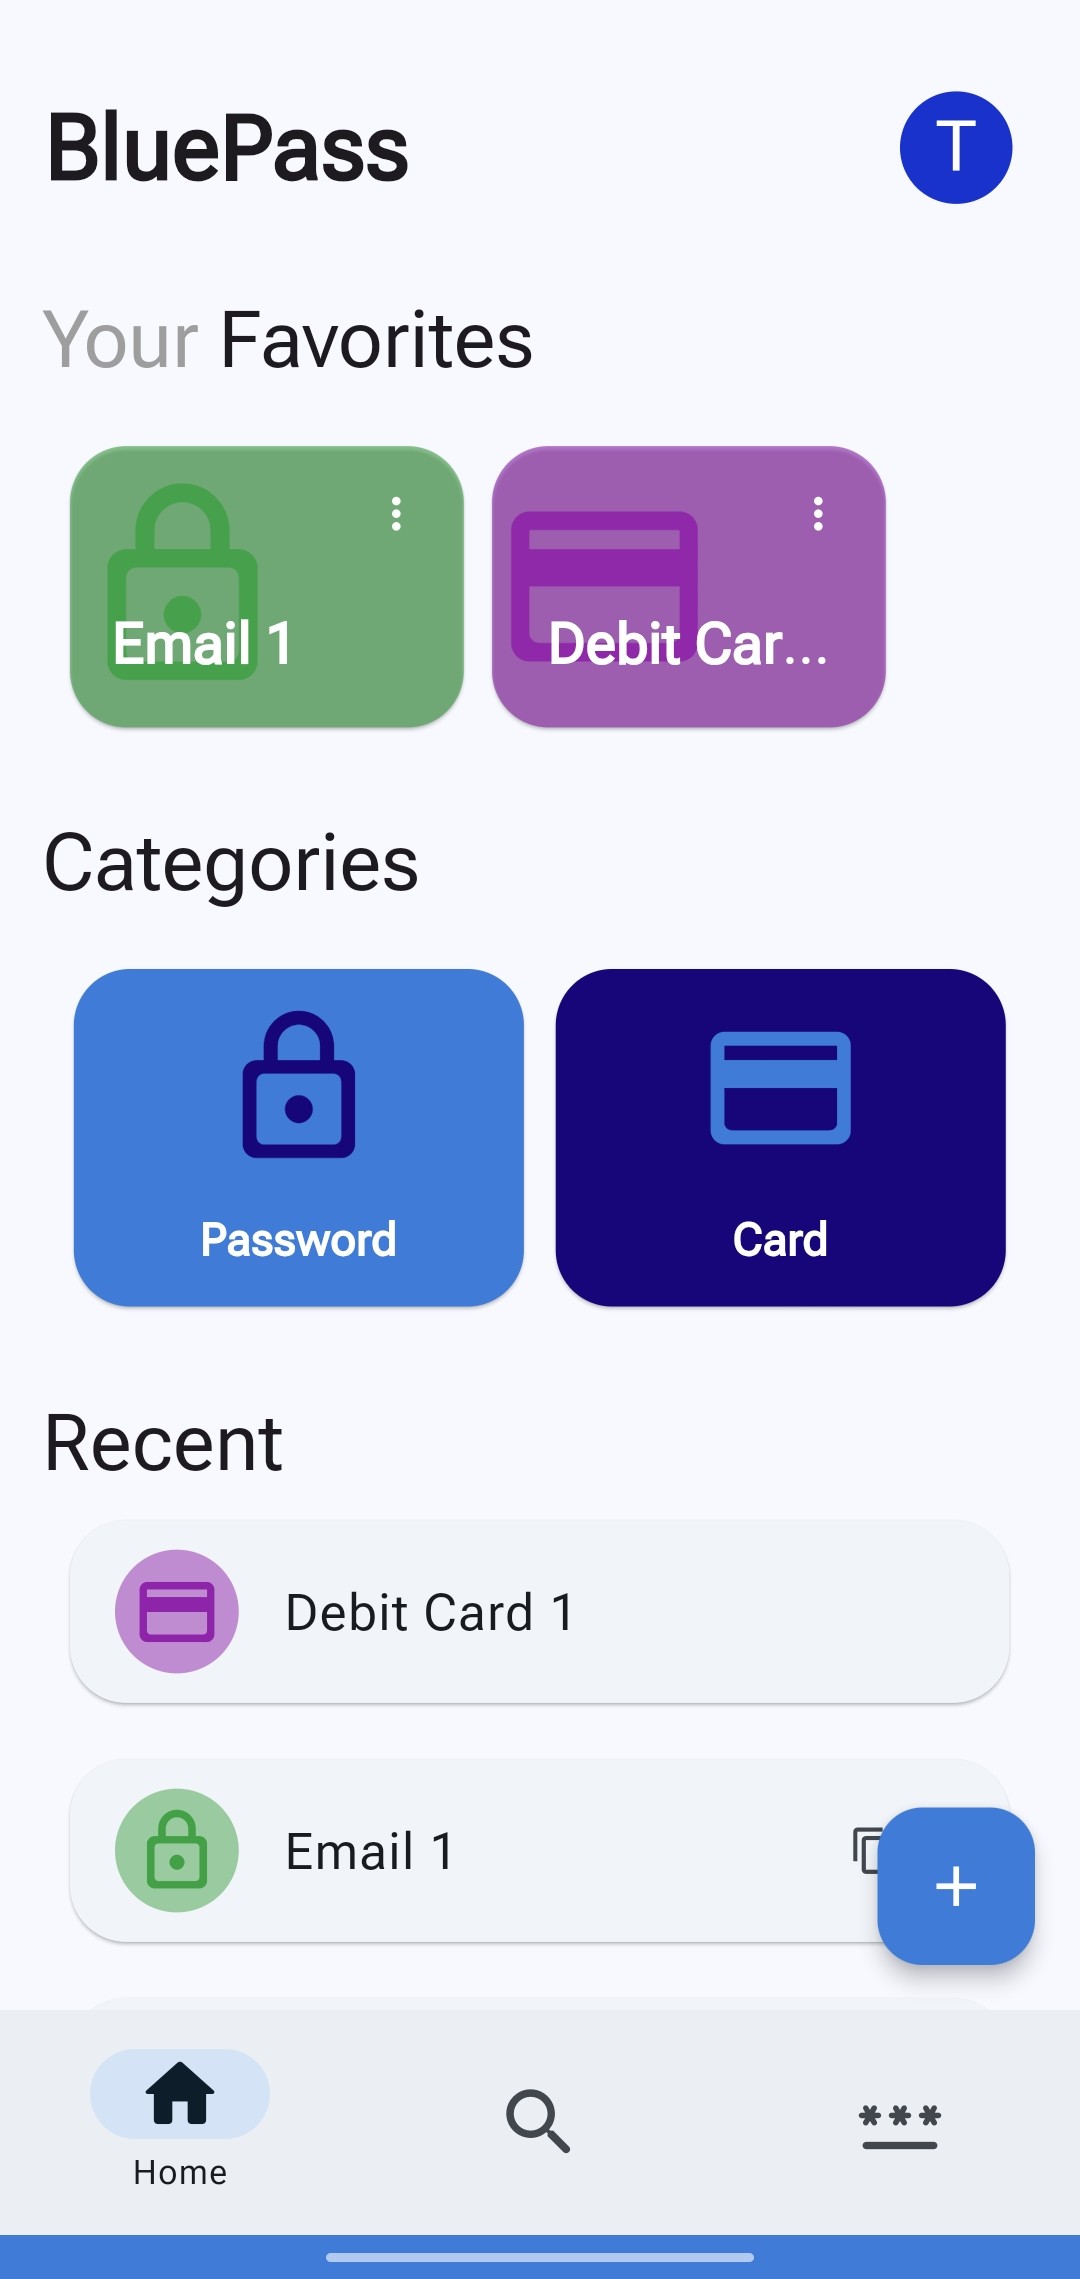 BluePass
T
Your Favorites
Email 1
Debit Car...
Categories
Password
Card
Recent
Debit Card 1
Email 1
Home